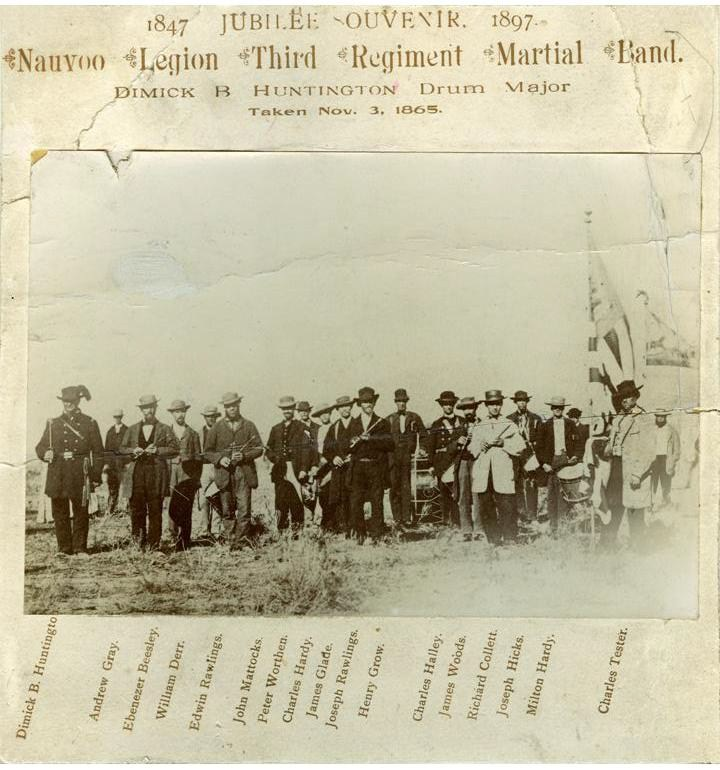 1847 JUBILEE SOUVENIR. 1897.
Nauvoo Legion Third Regiment Martial Band.
DIMICK B HUNTINGTON Drum Major
Taken Nov. 3, 1865.
Dimick B. Huntingto
Andrew Gray.
Ebenezer Beesley.
William Derr.
Edwin Rawlings.
John Mattocks.
Peter Worthen.
Charles Hardy.
James Glade.
Joseph Rawlings.
Henry Grow.
Charles Halley.
James Woods.
Richard Collett.
Joseph Hicks.
Milton Hardy.
Charles Tester.